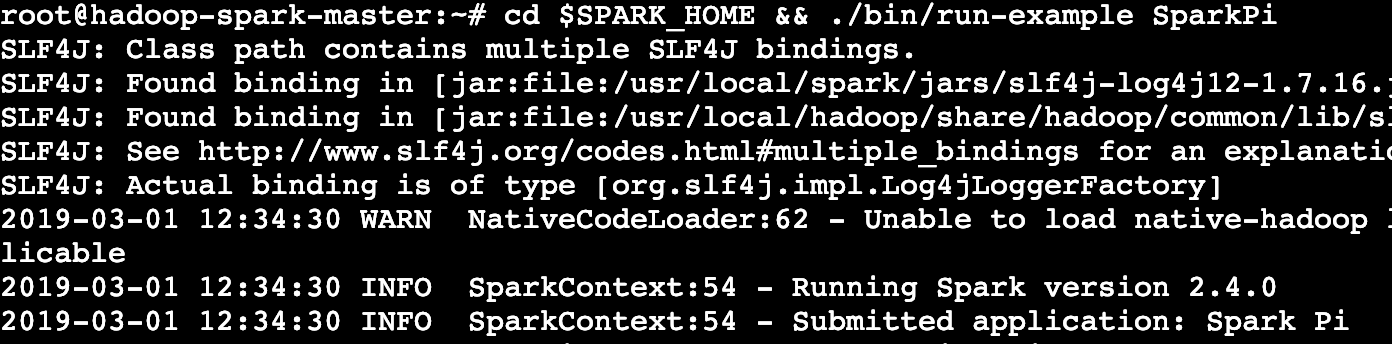 root@hadoop-spark-master:~# cd $SPARK_HOME && ./bin/run-example SparkPi
SLF4J: Class path contains multiple SLF4J bindings.
SLF4J: Found binding in [jar:file:/usr/local/spark/jars/slf4j-log4j12-1.7.16.
SLF4J: Found binding in [jar:file:/usr/local/hadoop/share/hadoop/common/lib/sl
SLF4J: See http://www.slf4j.org/codes.html#multiple_bindings for an explanatio
SLF4J: Actual binding is of type [org.slf4j.impl.Log4jLoggerFactory]
2019-03-01 12:34:30 WARN  NativeCodeLoader:62 - Unable to load native-hadoop
licable
2019-03-01 12:34:30 INFO  SparkContext:54 - Running Spark version 2.4.0
2019-03-01 12:34:30 INFO  SparkContext:54 - Submitted application: Spark Pi